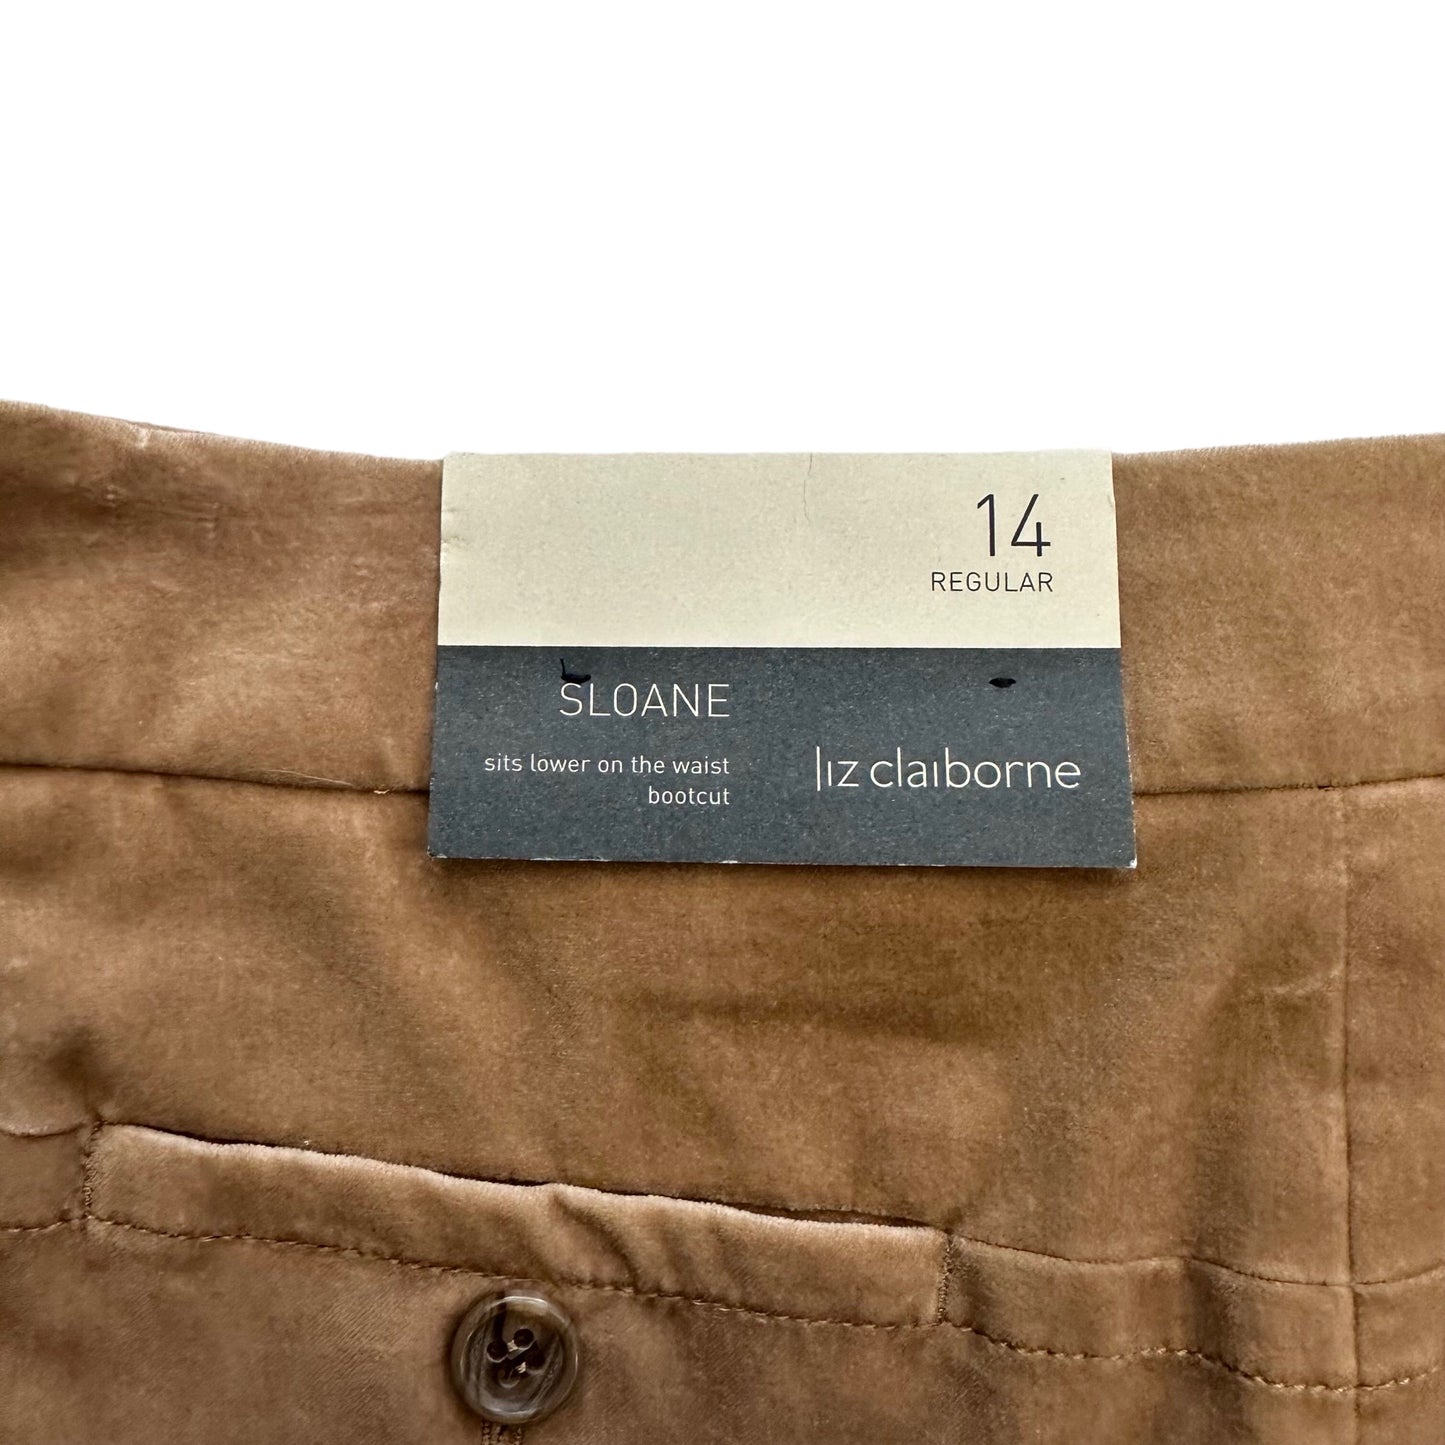 14
REGULAR
SLOANE
sits lower on the waist
bootcut
liz claiborne